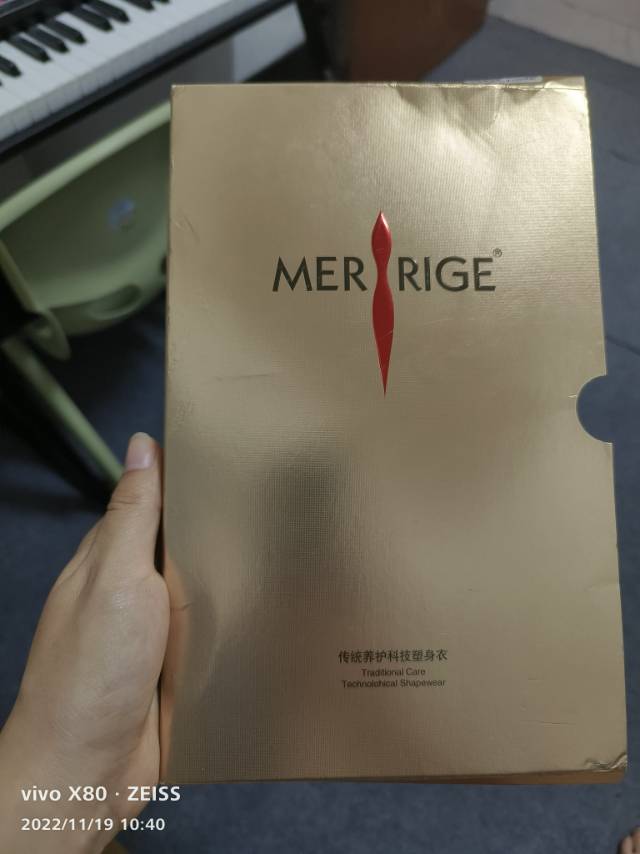 MER RIGE®
传统养护科技塑身衣
Traditional Care
Technolohical Shapewear
vivo X80 · ZEISS
2022/11/19 10:40